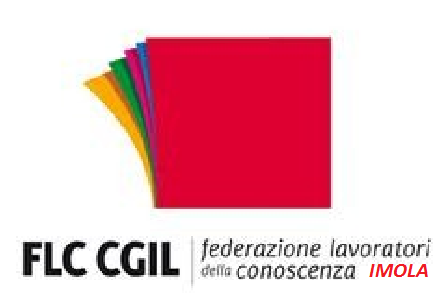 FLC CGIL
federazione lavoratori
della conoscenza IMOLA